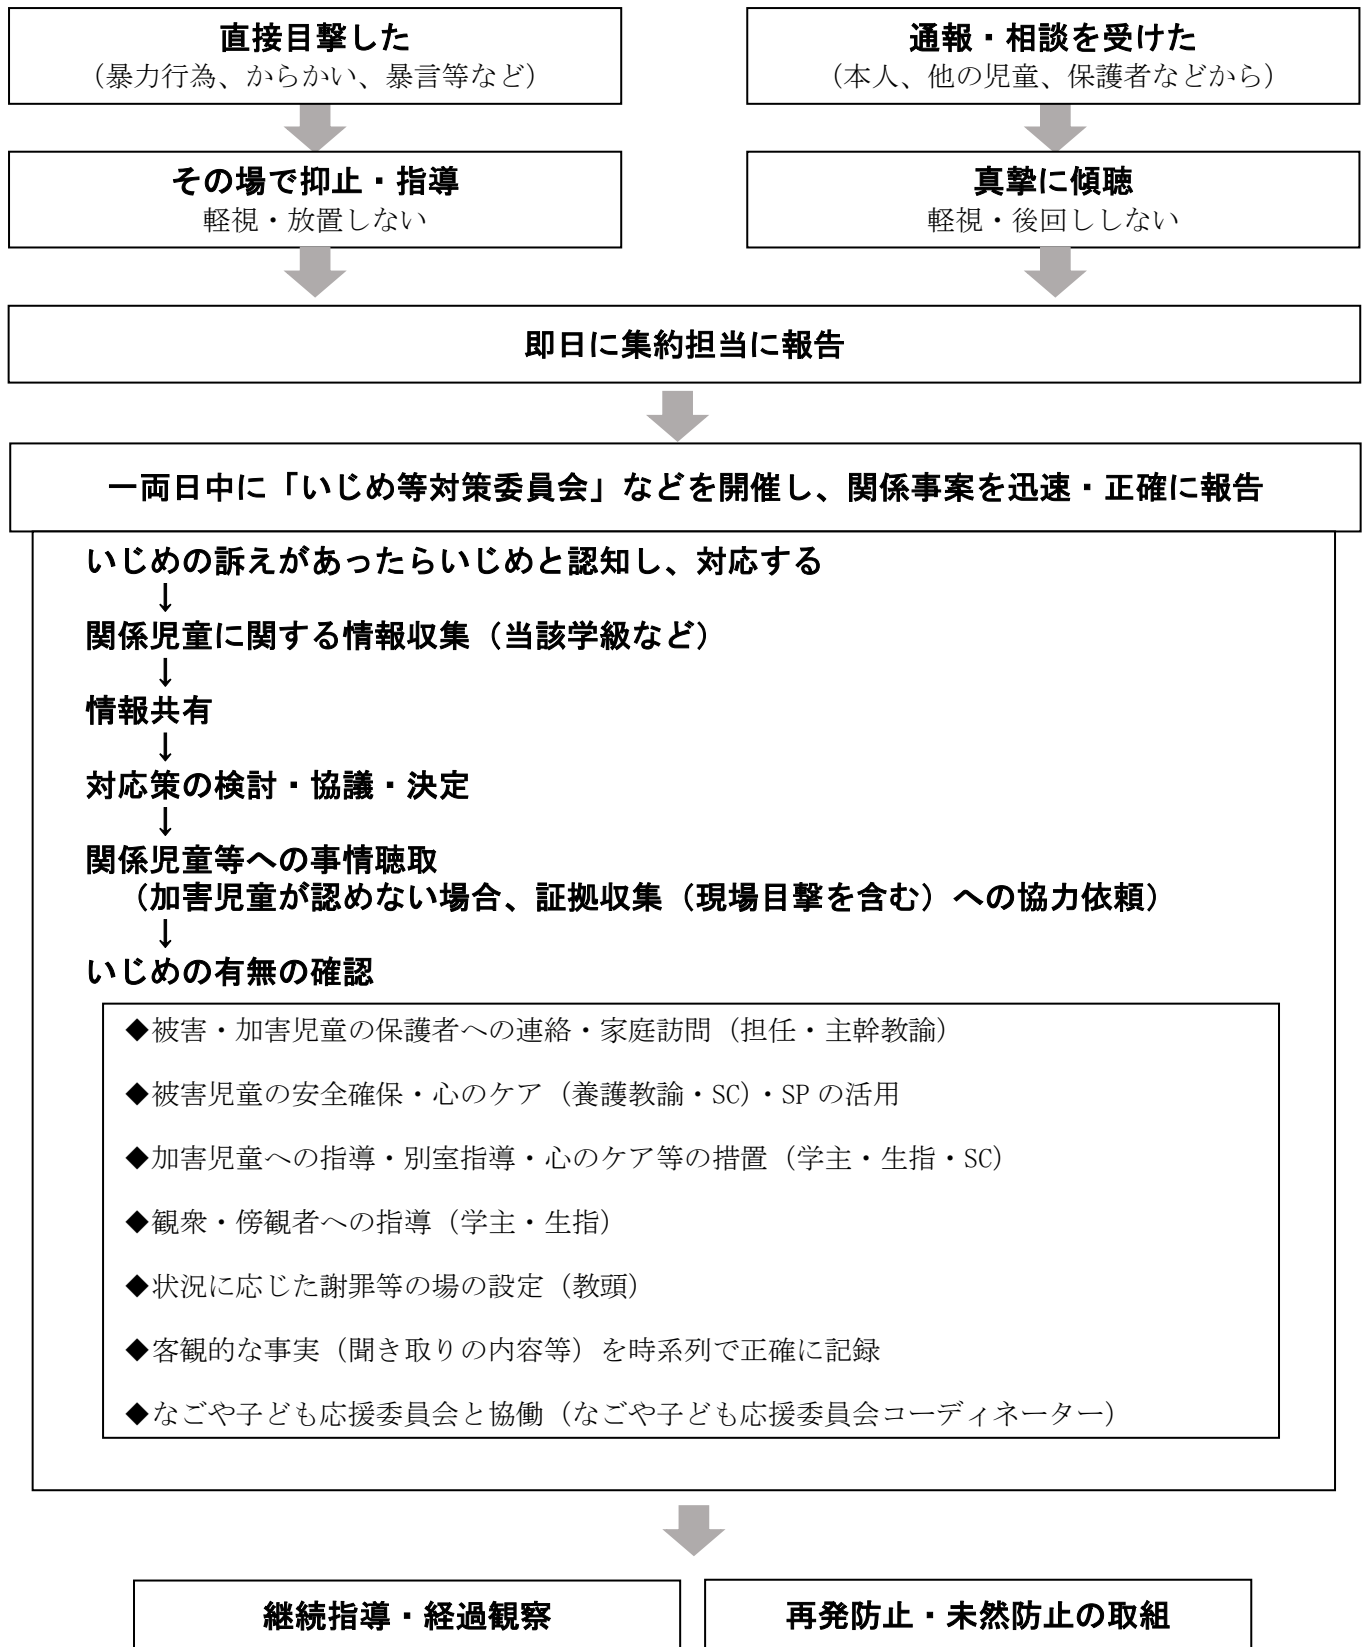 直接目撃した
（暴力行為、からかい、暴言等など）
通報・相談を受けた
（本人、他の児童、保護者などから）
その場で抑止・指導
軽視・放置しない
真摯に傾聴
軽視・後回ししない
即日に集約担当に報告
一両日中に「いじめ等対策委員会」などを開催し、関係事案を迅速・正確に報告
いじめの訴えがあったらいじめと認知し、対応する
↓
関係児童に関する情報収集（当該学級など）
↓
情報共有
↓
対応策の検討・協議・決定
↓
関係児童等への事情聴取
（加害児童が認めない場合、証拠収集（現場目撃を含む）への協力依頼）
↓
いじめの有無の確認
◆被害・加害児童の保護者への連絡・家庭訪問（担任・主幹教諭）
◆被害児童の安全確保・心のケア（養護教諭・SC）・SPの活用
◆加害児童への指導・別室指導・心のケア等の措置（学主・生指・SC）
◆観衆・傍観者への指導（学主・生指）
◆状況に応じた謝罪等の場の設定（教頭）
◆客観的な事実（聞き取りの内容等）を時系列で正確に記録
◆なごや子ども応援委員会と協働（なごや子ども応援委員会コーディネーター）
継続指導・経過観察
再発防止・未然防止の取組